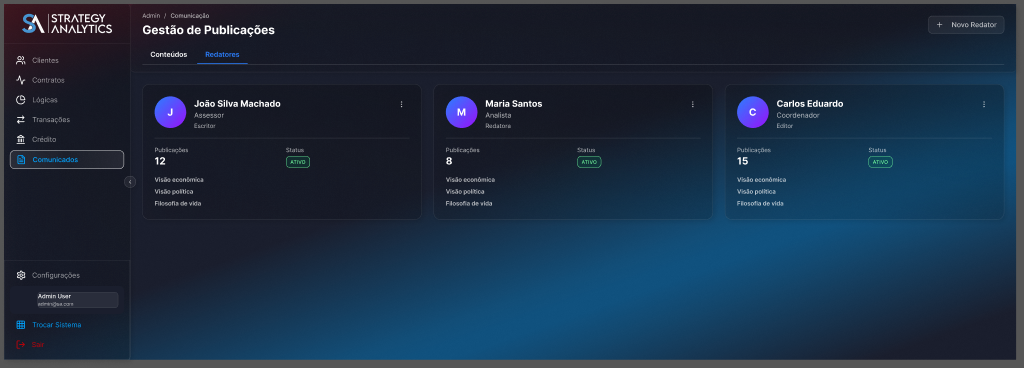 STRATEGY
ANALYTICS
Clientes
Contratos
Lógicas
Transações
Crédito
Comunicados
Configurações
Admin User
admin@sa.com
Trocar Sistema
Sair
Admin / Comunicação
Gestão de Publicações
+ Novo Redator
Conteúdos
Redatores
J
João Silva Machado
Assessor
Escritor
Publicações
12
Status
ATIVO
Visão econômica
Visão política
Filosofia de vida
M
Maria Santos
Analista
Redatora
Publicações
8
Status
ATIVO
Visão econômica
Visão política
Filosofia de vida
C
Carlos Eduardo
Coordenador
Editor
Publicações
15
Status
ATIVO
Visão econômica
Visão política
Filosofia de vida